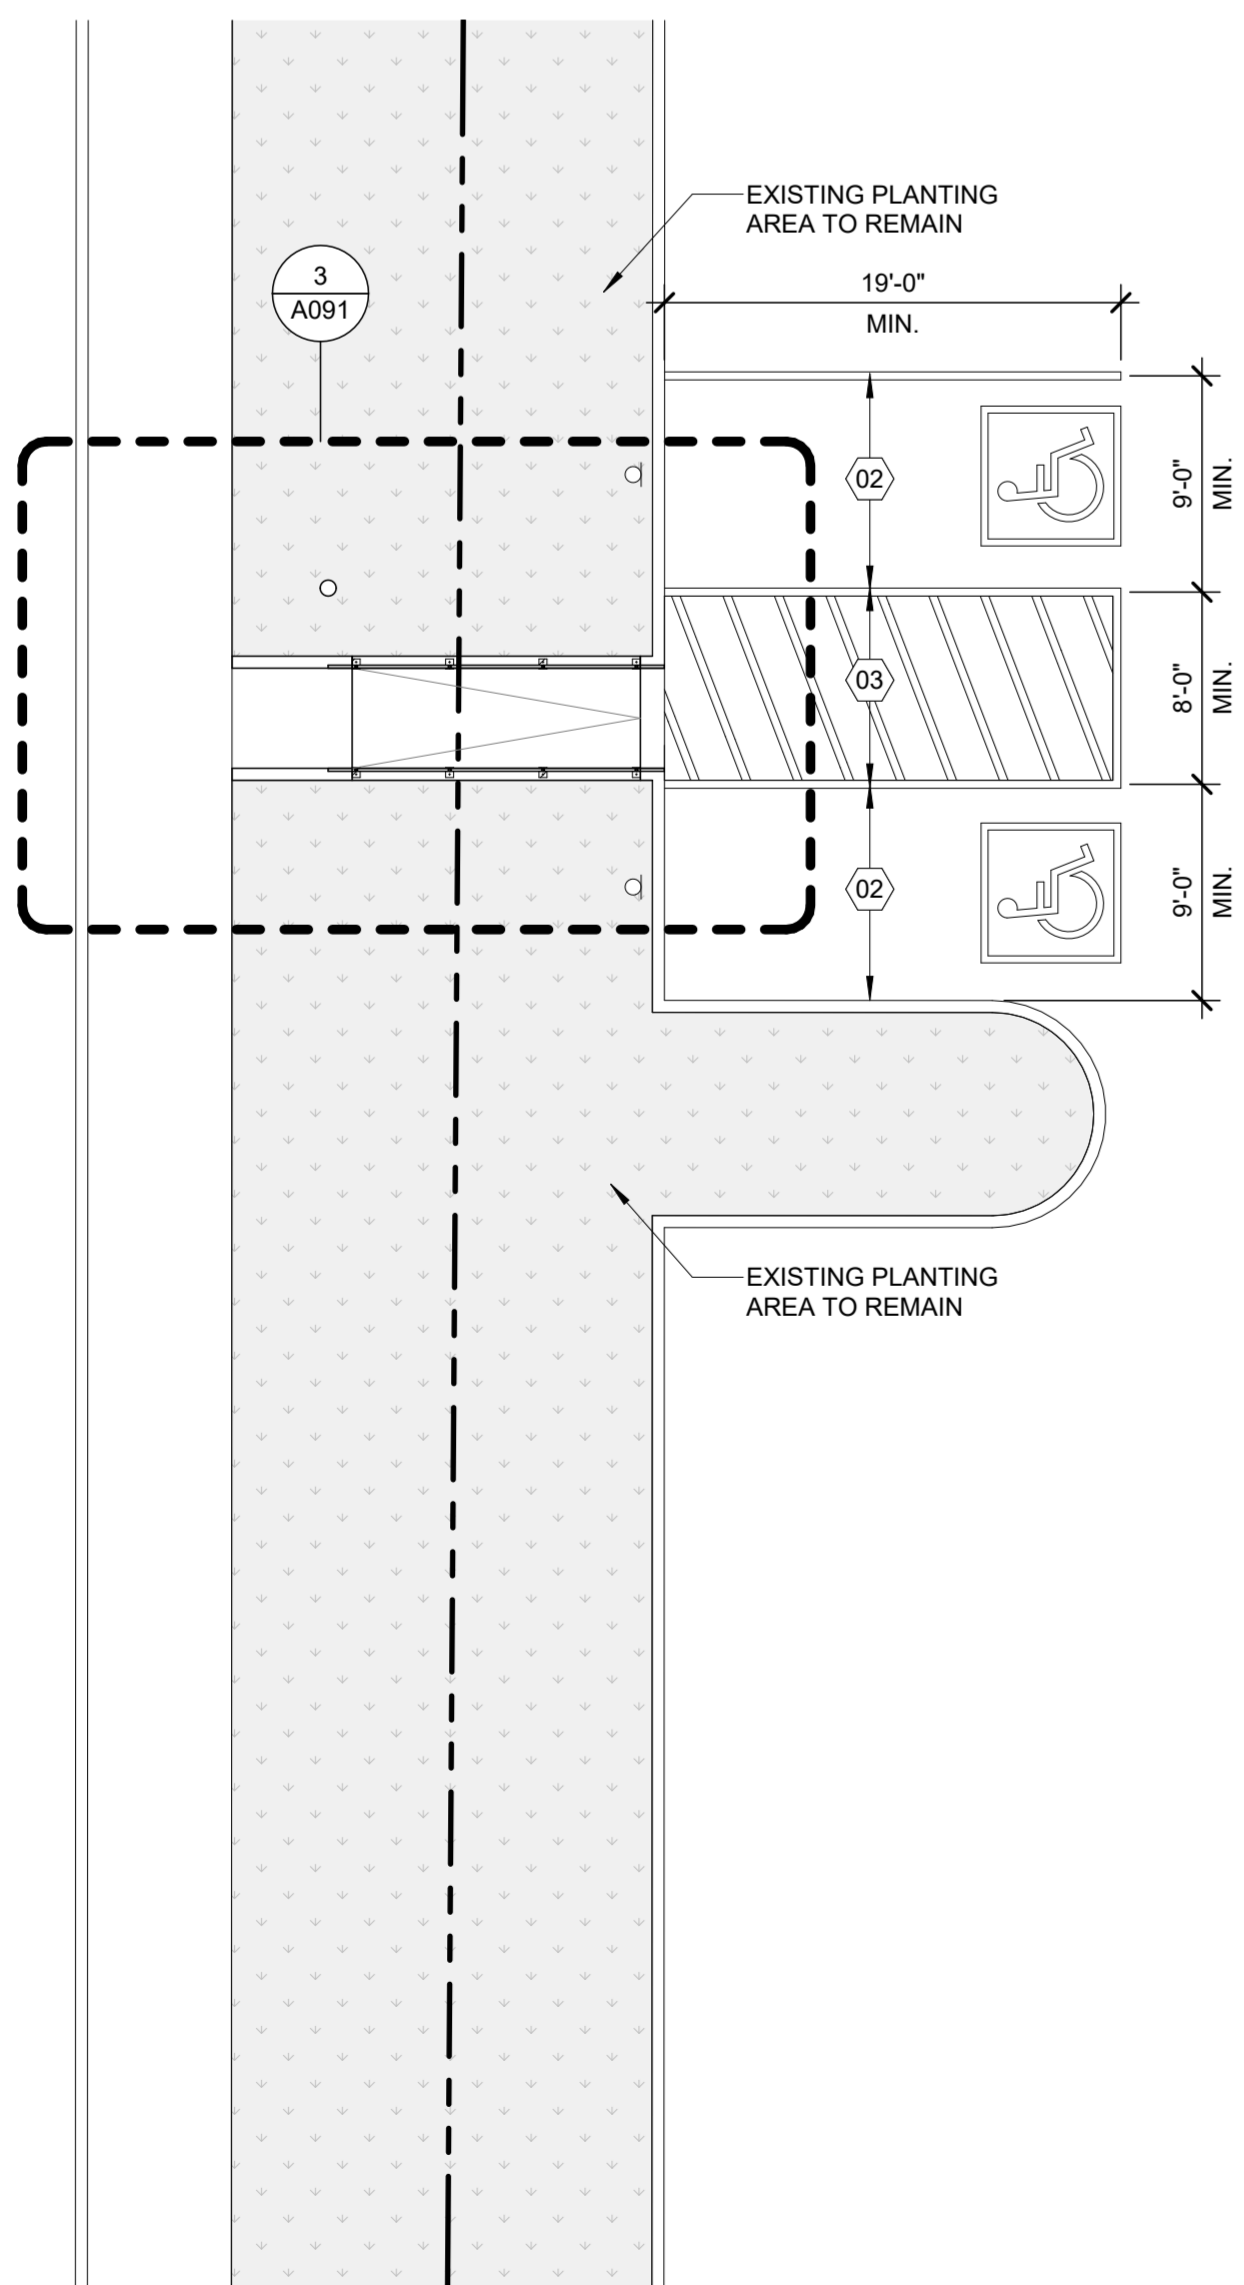 EXISTING PLANTING
AREA TO REMAIN
3
A091
19'-0"
MIN.
02
9'-0"
MIN.
03
8'-0"
MIN.
02
9'-0"
MIN.
EXISTING PLANTING
AREA TO REMAIN